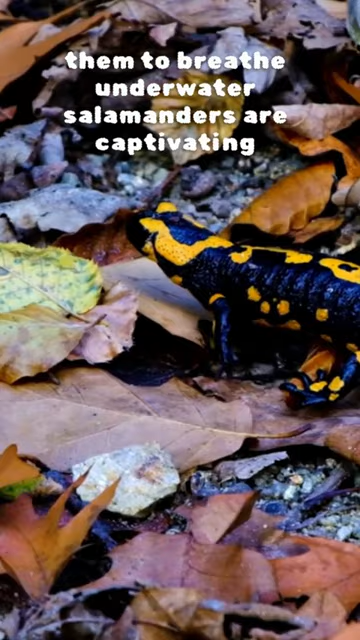 them to breathe
underwater
salamanders are
captivating